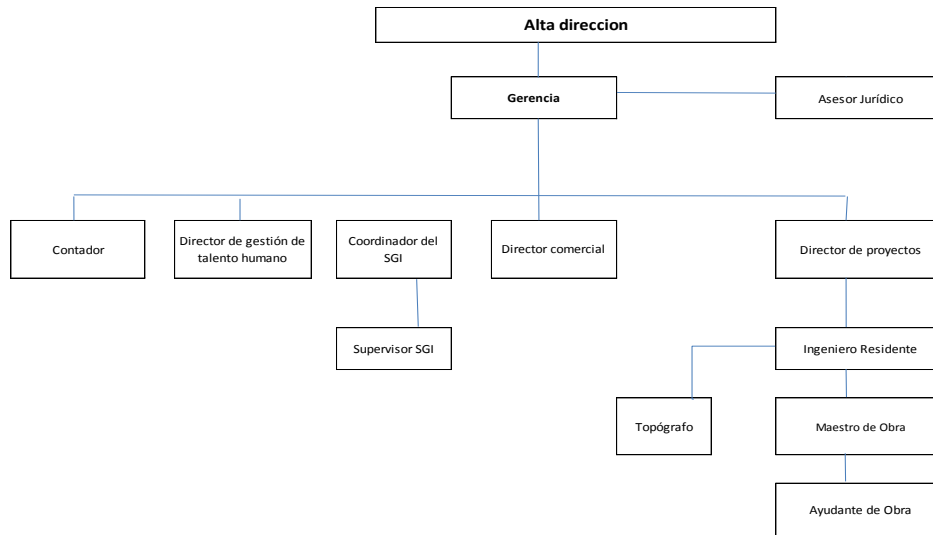 Alta direccion
Gerencia
Asesor Jurídico
Contador
Director de gestión de
talento humano
Coordinador del
SGI
Director comercial
Director de proyectos
Supervisor SGI
Ingeniero Residente
Topógrafo
Maestro de Obra
Ayudante de Obra